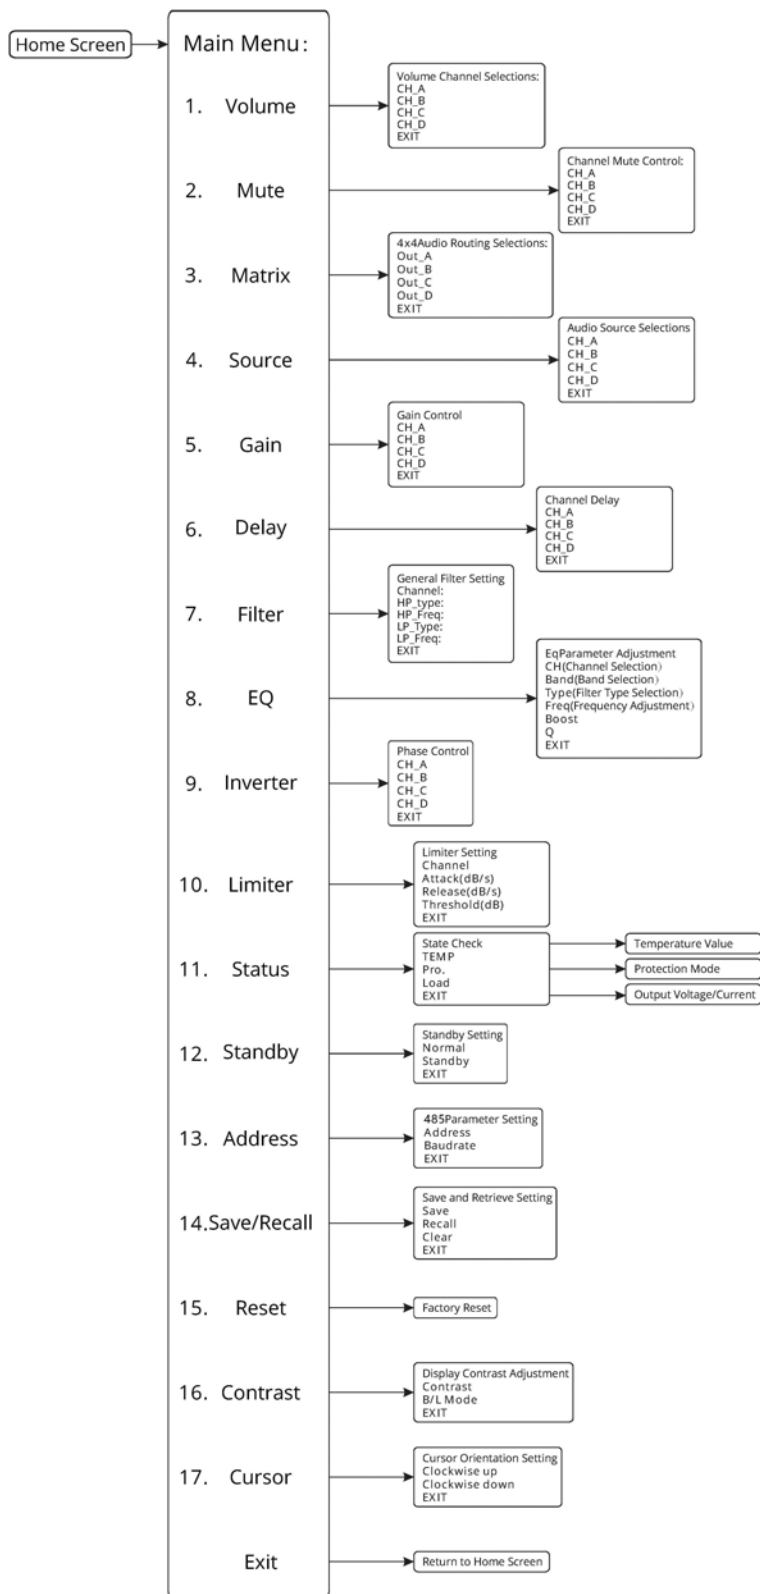 Home Screen
Main Menu:
1. Volume
Volume Channel Selections:
CH_A
CH_B
CH_C
CH_D
EXIT
2. Mute
Channel Mute Control:
CH_A
CH_B
CH_C
CH_D
EXIT
3. Matrix
4x4Audio Routing Selections:
Out_A
Out_B
Out_C
Out_D
EXIT
4. Source
Audio Source Selections
CH_A
CH_B
CH_C
CH_D
EXIT
5. Gain
Gain Control
CH_A
CH_B
CH_C
CH_D
EXIT
6. Delay
Channel Delay
CH_A
CH_B
CH_C
CH_D
EXIT
7. Filter
General Filter Setting
Channel:
HP_type:
HP_Freq:
LP_Type:
LP_Freq:
EXIT
8. EQ
EqParameter Adjustment
CH(Channel Selection)
Band(Band Selection)
Type(Filter Type Selection)
Freq(Frequency Adjustment)
Boost
Q
EXIT
9. Inverter
Phase Control
CH_A
CH_B
CH_C
CH_D
EXIT
10. Limiter
Limiter Setting
Channel
Attack(dB/s)
Release(dB/s)
Threshold(dB)
EXIT
11. Status
State Check
TEMP
Pro.
Load
EXIT
Temperature Value
Protection Mode
Output Voltage/Current
12. Standby
Standby Setting
Normal
Standby
EXIT
13. Address
485Parameter Setting
Address
Baudrate
EXIT
14.Save/Recall
Save and Retrieve Setting
Save
Recall
Clear
EXIT
15. Reset
Factory Reset
16. Contrast
Display Contrast Adjustment
Contrast
B/L Mode
EXIT
17. Cursor
Cursor Orientation Setting
Clockwise up
Clockwise down
EXIT
Exit
Return to Home Screen